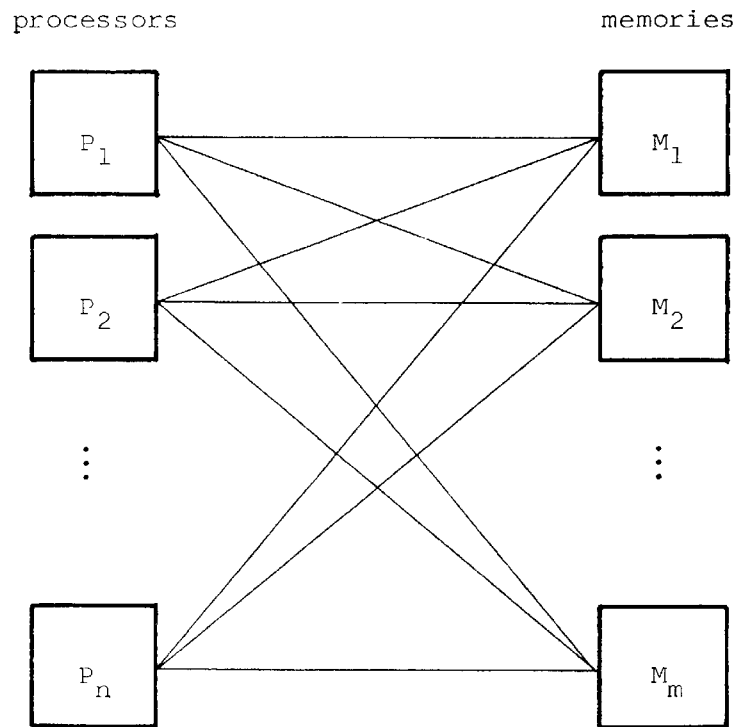 processors memories
P1 M1
P2 M2
⋮ ⋮
Pn Mm